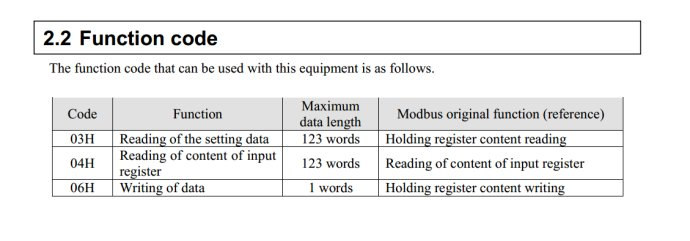 2.2 Function code
The function code that can be used with this equipment is as follows.
Code Function Maximum data length Modbus original function (reference)
03H Reading of the setting data 123 words Holding register content reading
04H Reading of content of input register 123 words Reading of content of input register
06H Writing of data 1 words Holding register content writing